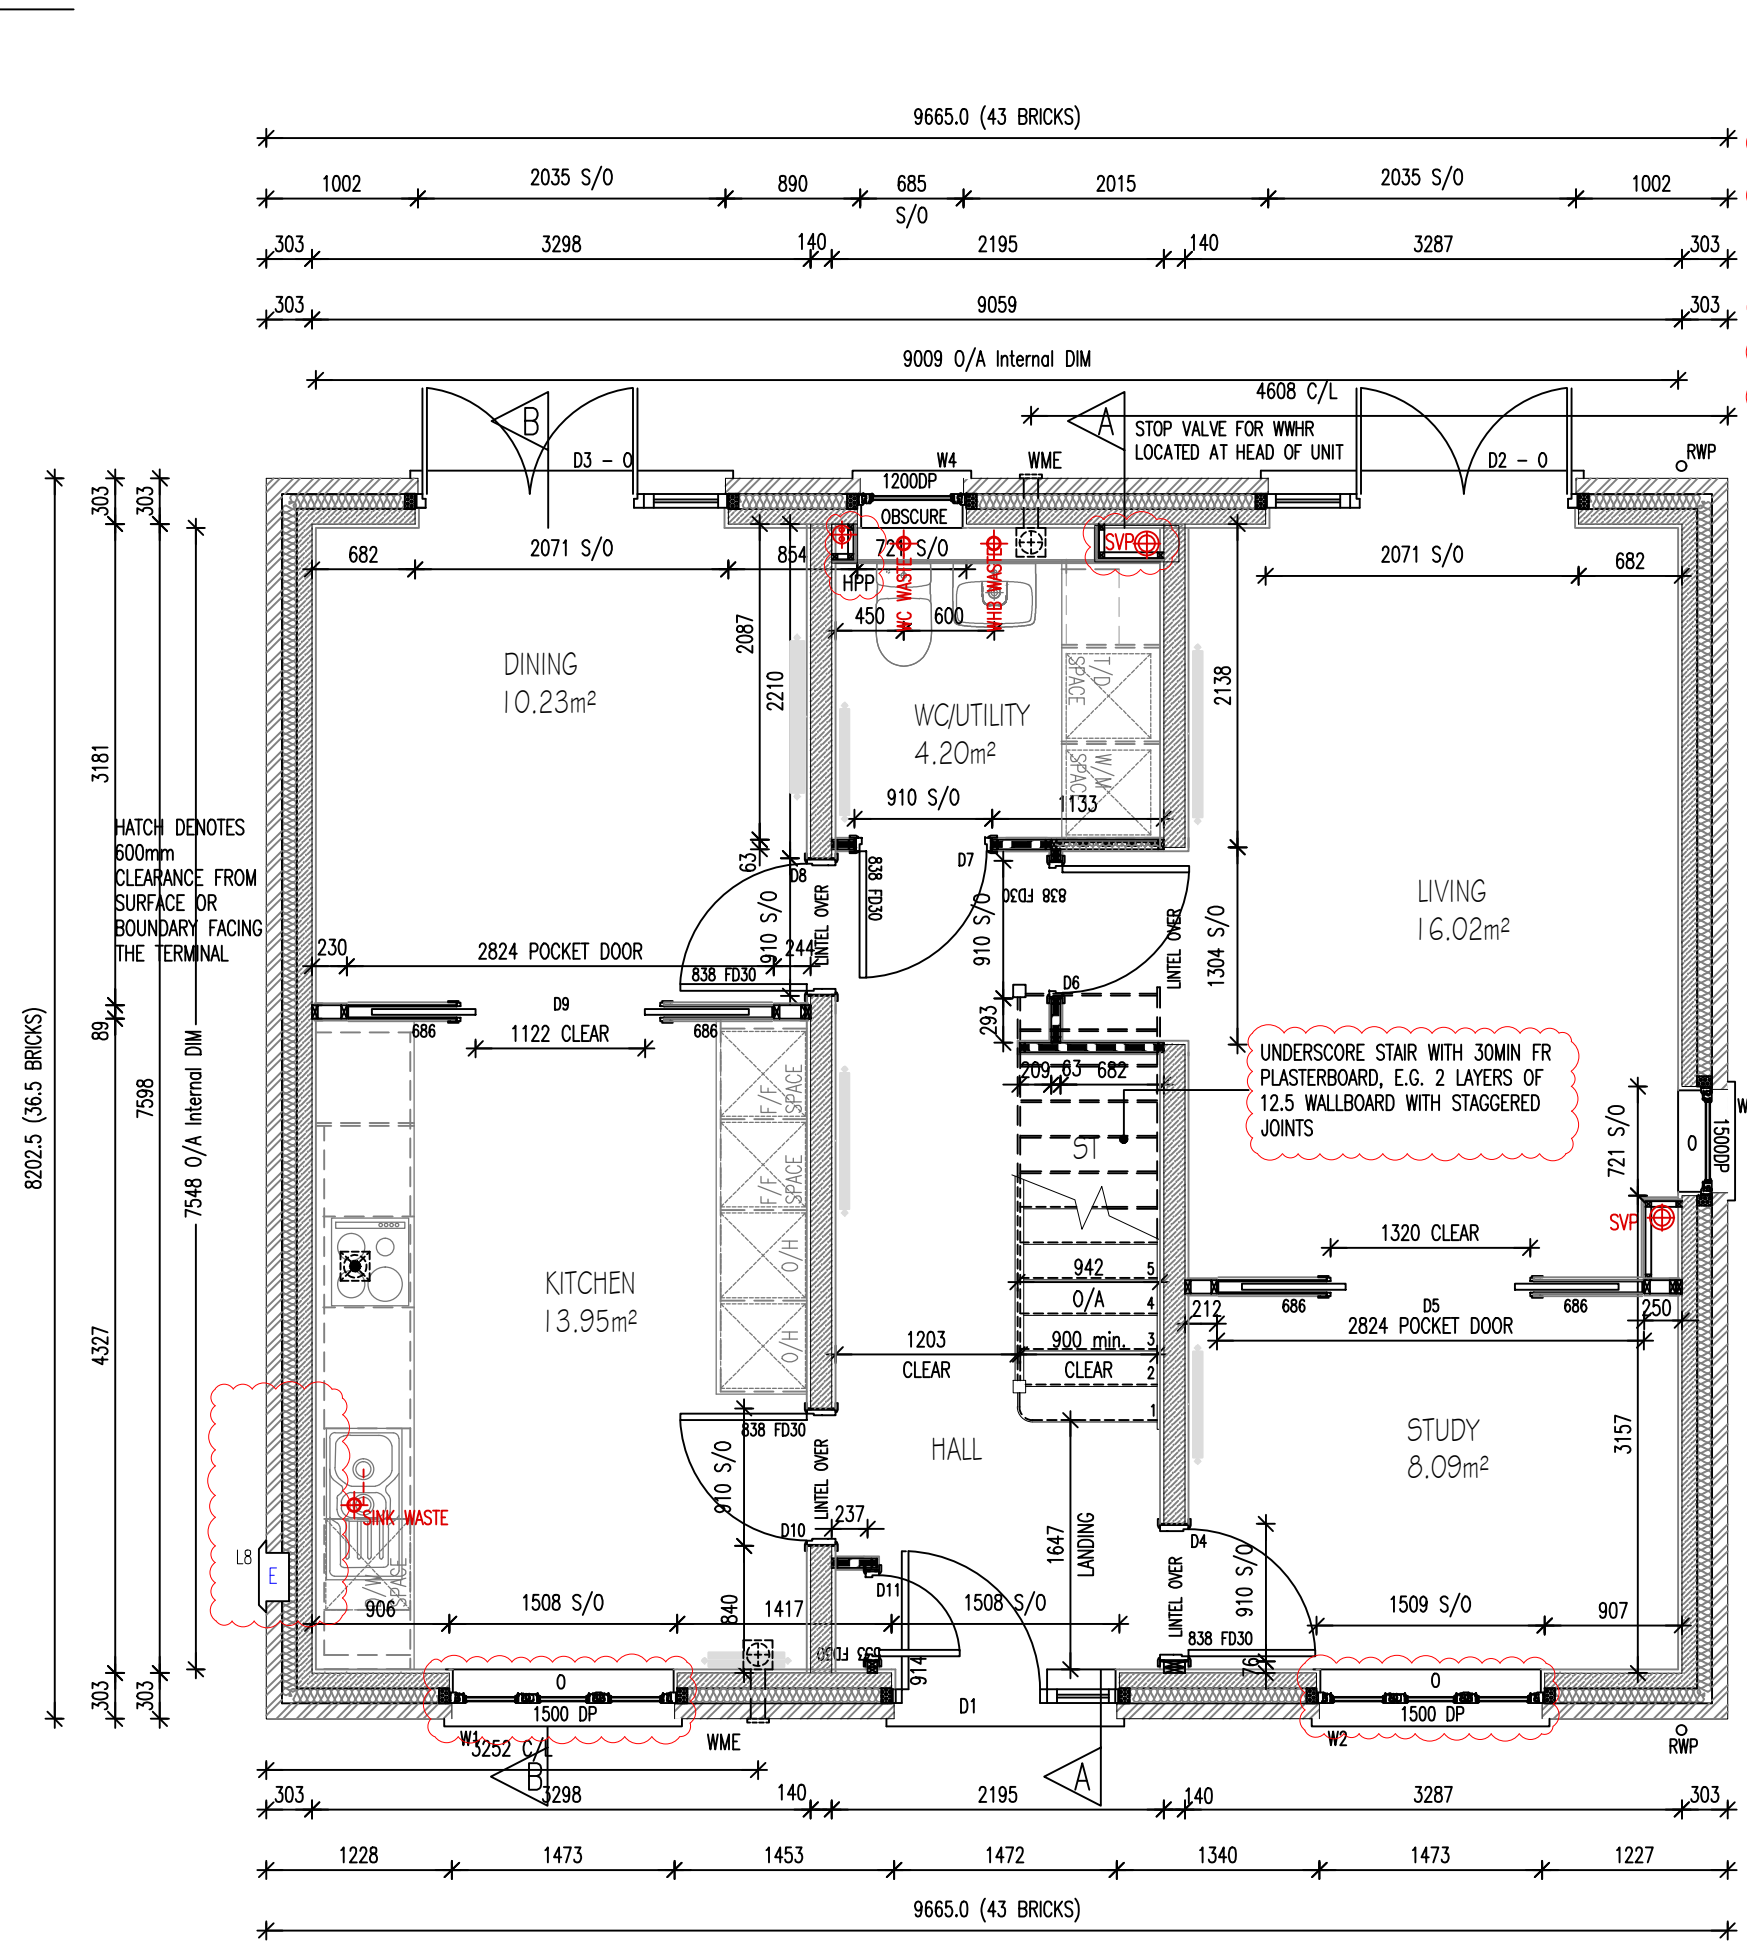 9665.0 (43 BRICKS)
1002
2035 S/O
890
685
S/O
2015
2035 S/O
1002
303
3298
140
2195
140
3287
303
303
9059
303
9009 O/A Internal DIM
4608 C/L
B
A
STOP VALVE FOR WWHR
LOCATED AT HEAD OF UNIT
RWP
D3 - 0
W4
WME
D2 - 0
1200DP
OBSCURE
303
303
SVP
682
2071 S/O
854
721 S/O
2071 S/O
682
HPP
WC WASTE
WHB WASTE
450
600
2087
2210
2138
DINING
10.23m²
T/D
SPACE
WC/UTILITY
4.20m²
W/M
SPACE
3181
910 S/O
1133
HATCH DENOTES
600mm
CLEARANCE FROM
SURFACE OR
BOUNDARY FACING
THE TERMINAL
63
D8
838 FD30
D7
838 FD30
LIVING
16.02m²
910 S/O
LINTEL OVER
910 S/O
LINTEL OVER
1304 S/O
230
2824 POCKET DOOR
244
838 FD30
D6
D9
686
1122 CLEAR
686
293
8202.5 (36.5 BRICKS)
89
7598
7548 O/A Internal DIM
UNDERSCORE STAIR WITH 30MIN FR
PLASTERBOARD, E.G. 2 LAYERS OF
12.5 WALLBOARD WITH STAGGERED
JOINTS
209
63
682
F/F
SPACE
ST
721 S/O
0
1500DP
W
F/F
SPACE
SVP
1320 CLEAR
O/H
942
O/A
5
4
3
2
1
KITCHEN
13.95m²
686
D5
686
212
250
2824 POCKET DOOR
4327
O/H
1203
CLEAR
900 min.
CLEAR
838 FD30
910 S/O
LINTEL OVER
HALL
STUDY
8.09m²
3157
SINK WASTE
D10
237
1647
LANDING
D4
L8
E
D/W
SPACE
D11
LINTEL OVER
910 S/O
906
1508 S/O
840
1417
1508 S/O
1509 S/O
907
838 FD30
533 FD30
914
76
303
303
0
1500 DP
D1
0
1500 DP
W1
3252 C/L
WME
W2
RWP
B
A
303
3298
140
2195
140
3287
303
1228
1473
1453
1472
1340
1473
1227
9665.0 (43 BRICKS)